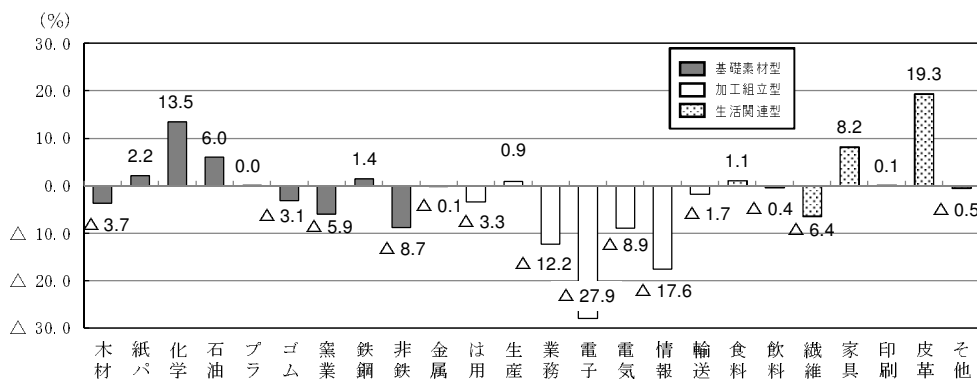 (%)
30.0
20.0
10.0
0.0
△ 10.0
△ 20.0
△ 30.0
基礎素材型
加工組立型
生活関連型
△ 3.7
2.2
13.5
6.0
0.0
△ 3.1
△ 5.9
1.4
△ 8.7
△ 0.1
△ 3.3
0.9
△ 12.2
△ 27.9
△ 8.9
△ 17.6
△ 1.7
1.1
△ 0.4
△ 6.4
8.2
0.1
19.3
△ 0.5
木材
紙パ
化学
石油
プラ
ゴム
窯業
鉄鋼
非鉄
金属
は用
生産
業務
電子
電気
情報
輸送
食料
飲料
繊維
家具
印刷
皮革
その他